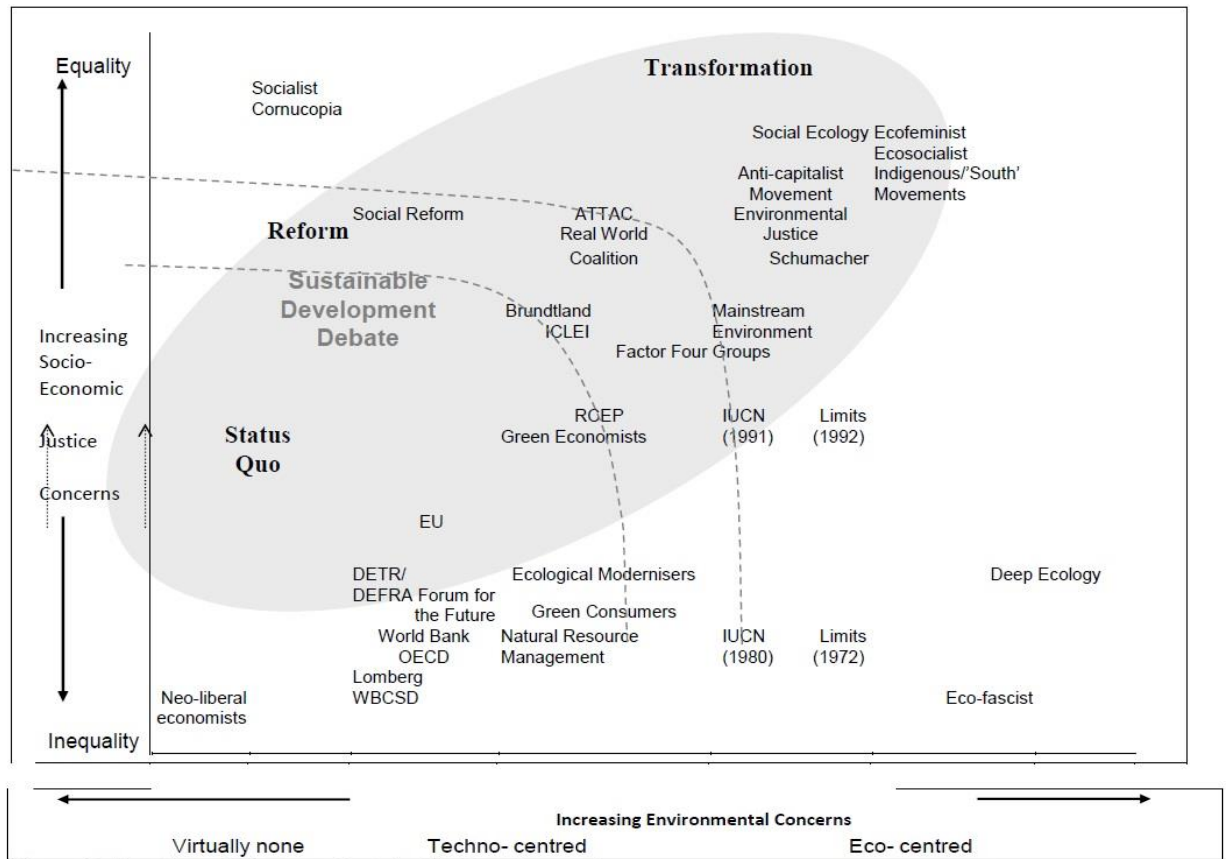 Equality
Transformation
Socialist
Cornucopia
Social Ecology Ecofeminist
Ecosocialist
Anti-capitalist Indigenous/'South'
Movement Movements
Social Reform ATTAC Environmental
Reform Real World Justice
Coalition Schumacher
Sustainable
Development
Debate
Brundtland Mainstream
ICLEI Environment
Factor Four Groups
Increasing
Socio-
Economic
Justice
Concerns
Status
Quo
RCEP IUCN Limits
Green Economists (1991) (1992)
EU
DETR/ Ecological Modernisers Deep Ecology
DEFRA Forum for
the Future Green Consumers
World Bank Natural Resource IUCN Limits
OECD Management (1980) (1972)
Lomberg
WBCSD
Neo-liberal
economists
Eco-fascist
Inequality
Increasing Environmental Concerns
Virtually none Techno- centred Eco- centred